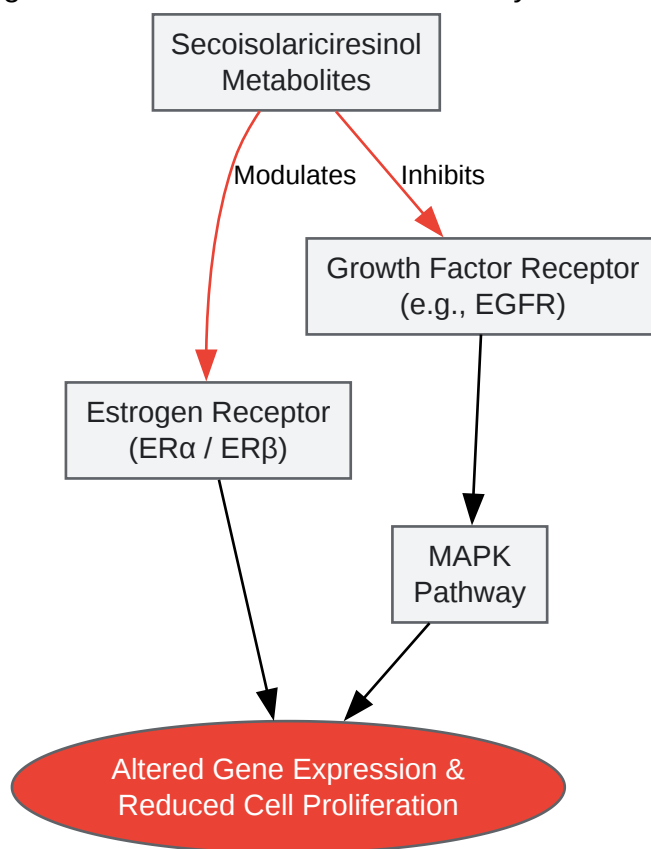 Secoisolariciresinol
Metabolites
Modulates
Inhibits
Growth Factor Receptor
(e.g., EGFR)
Estrogen Receptor
(ERα / ERβ)
MAPK
Pathway
Altered Gene Expression &
Reduced Cell Proliferation